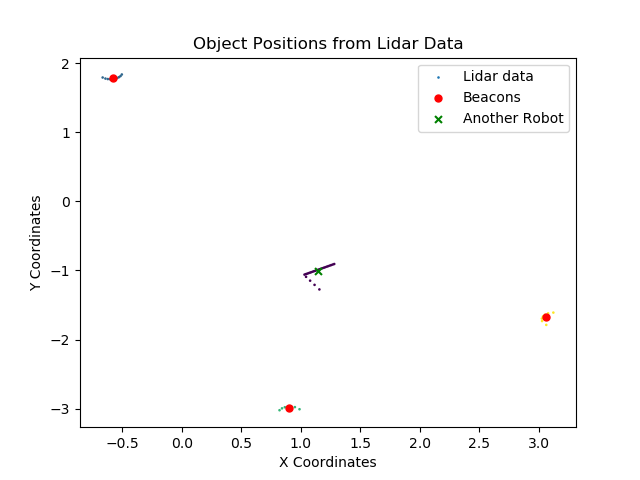 Object Positions from Lidar Data
Lidar data
Beacons
Another Robot
2
1
0
−1
−2
−3
Y Coordinates
−0.5
0.0
0.5
1.0
1.5
2.0
2.5
3.0
X Coordinates